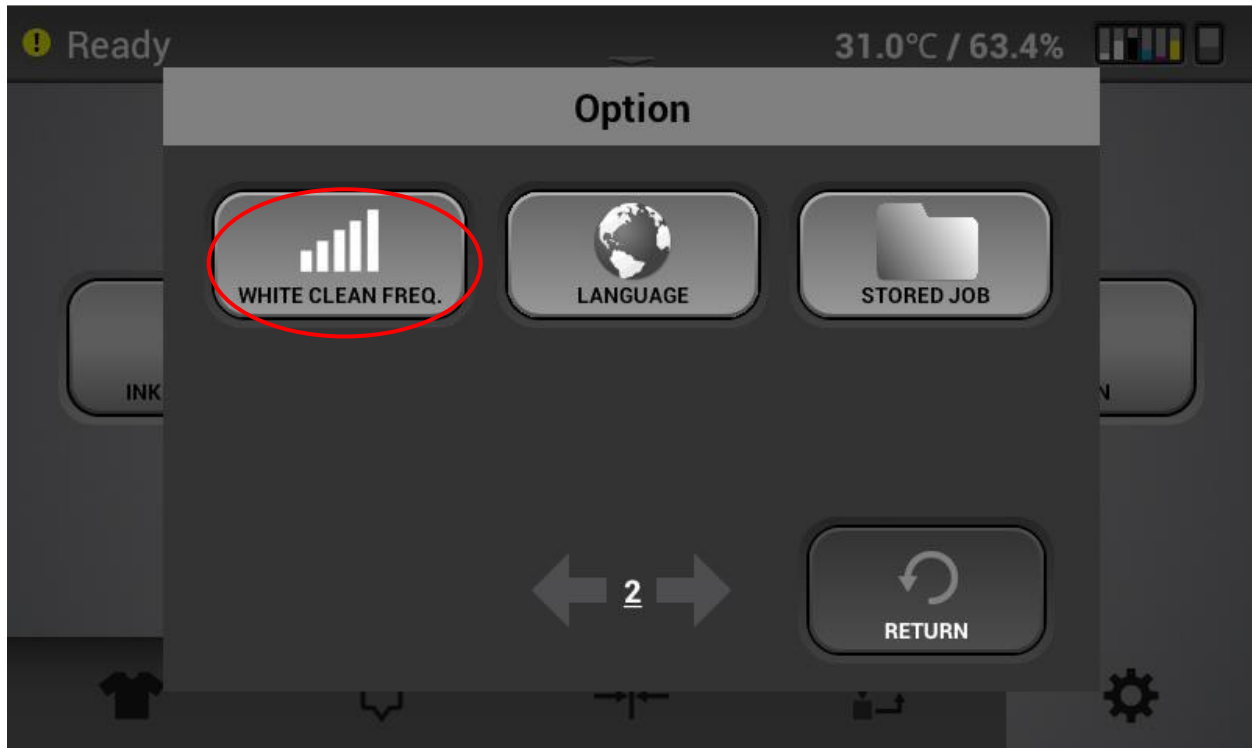 ! Ready
31.0℃ / 63.4%
Option
WHITE CLEAN FREQ.
LANGUAGE
STORED JOB
INK
N
2
RETURN